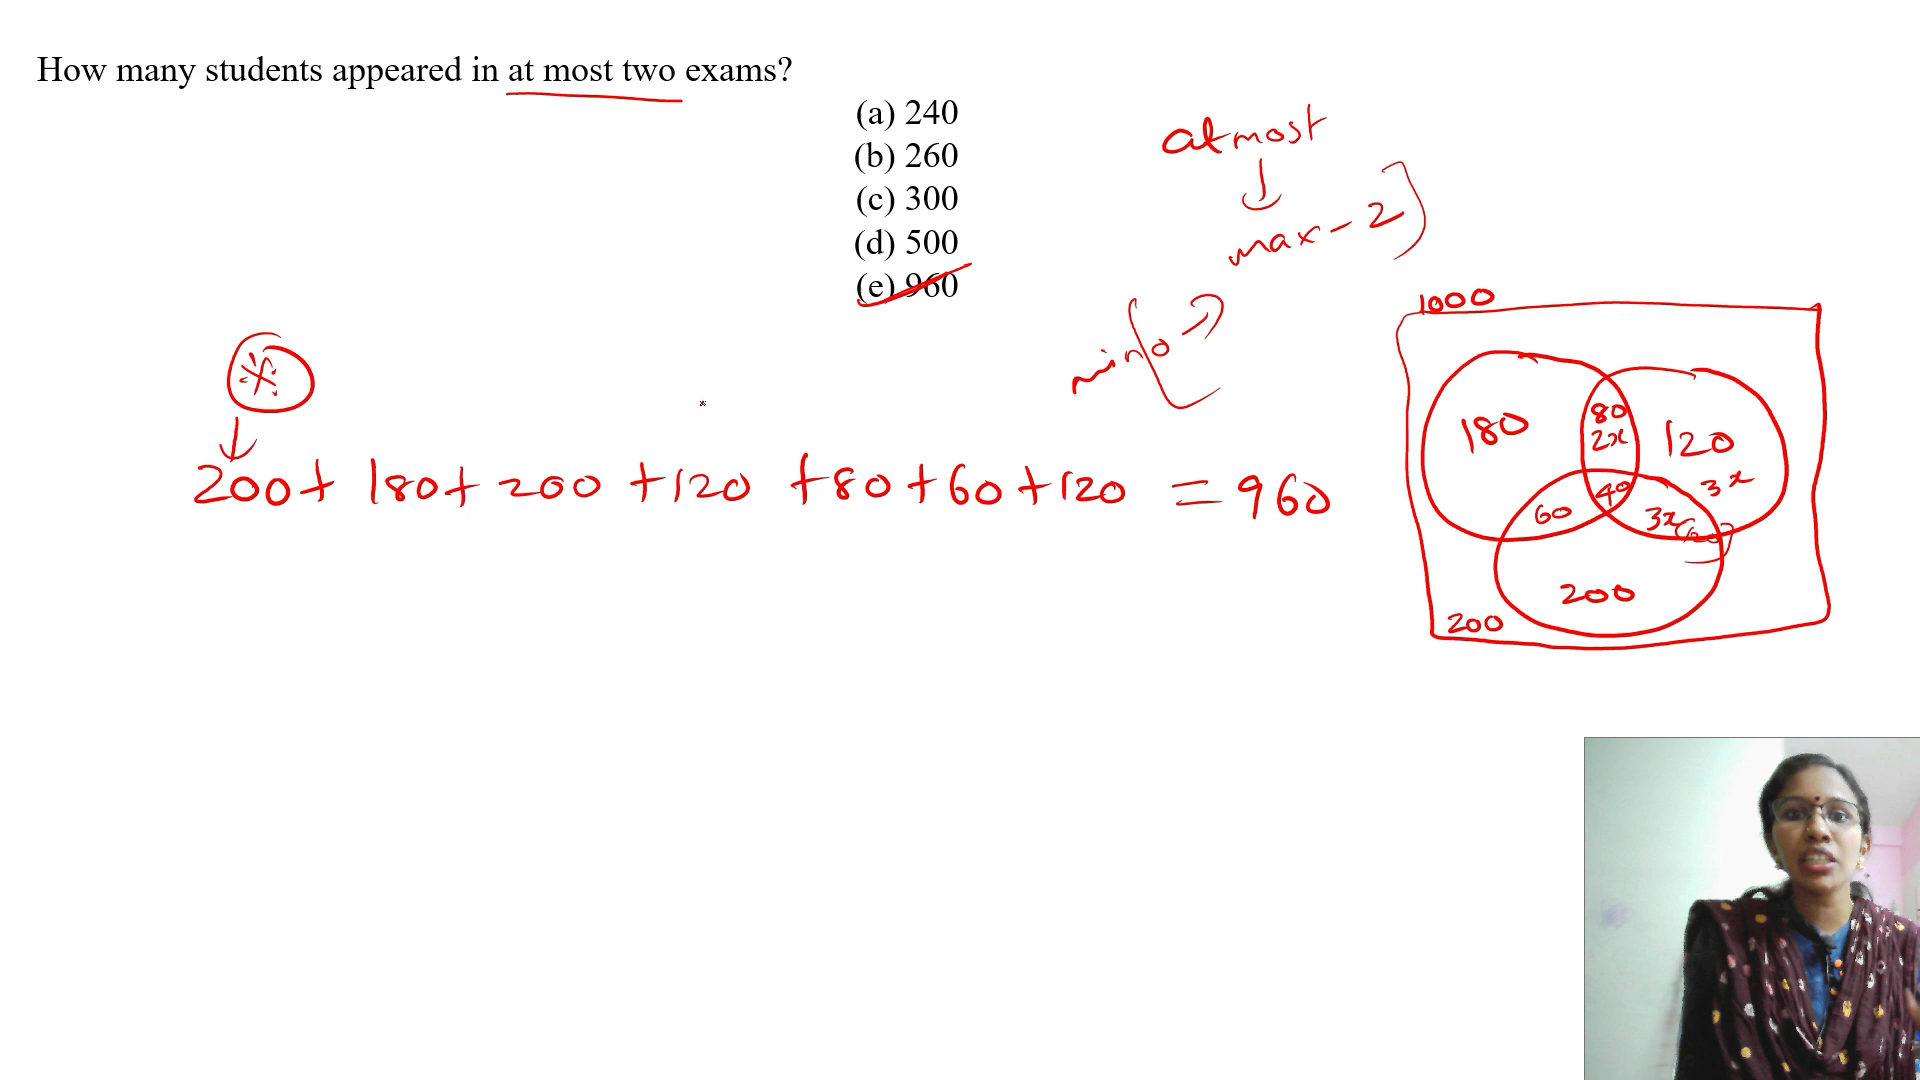 How many students appeared in at most two exams?
(a) 240
(b) 260
(c) 300
(d) 500
(e) 960
atmost
max - 2
min 0
1000
200 + 180 + 200 + 120 + 80 + 60 + 120 = 960
180
80
2x
120
3x
40
60
3x(120)
200
200